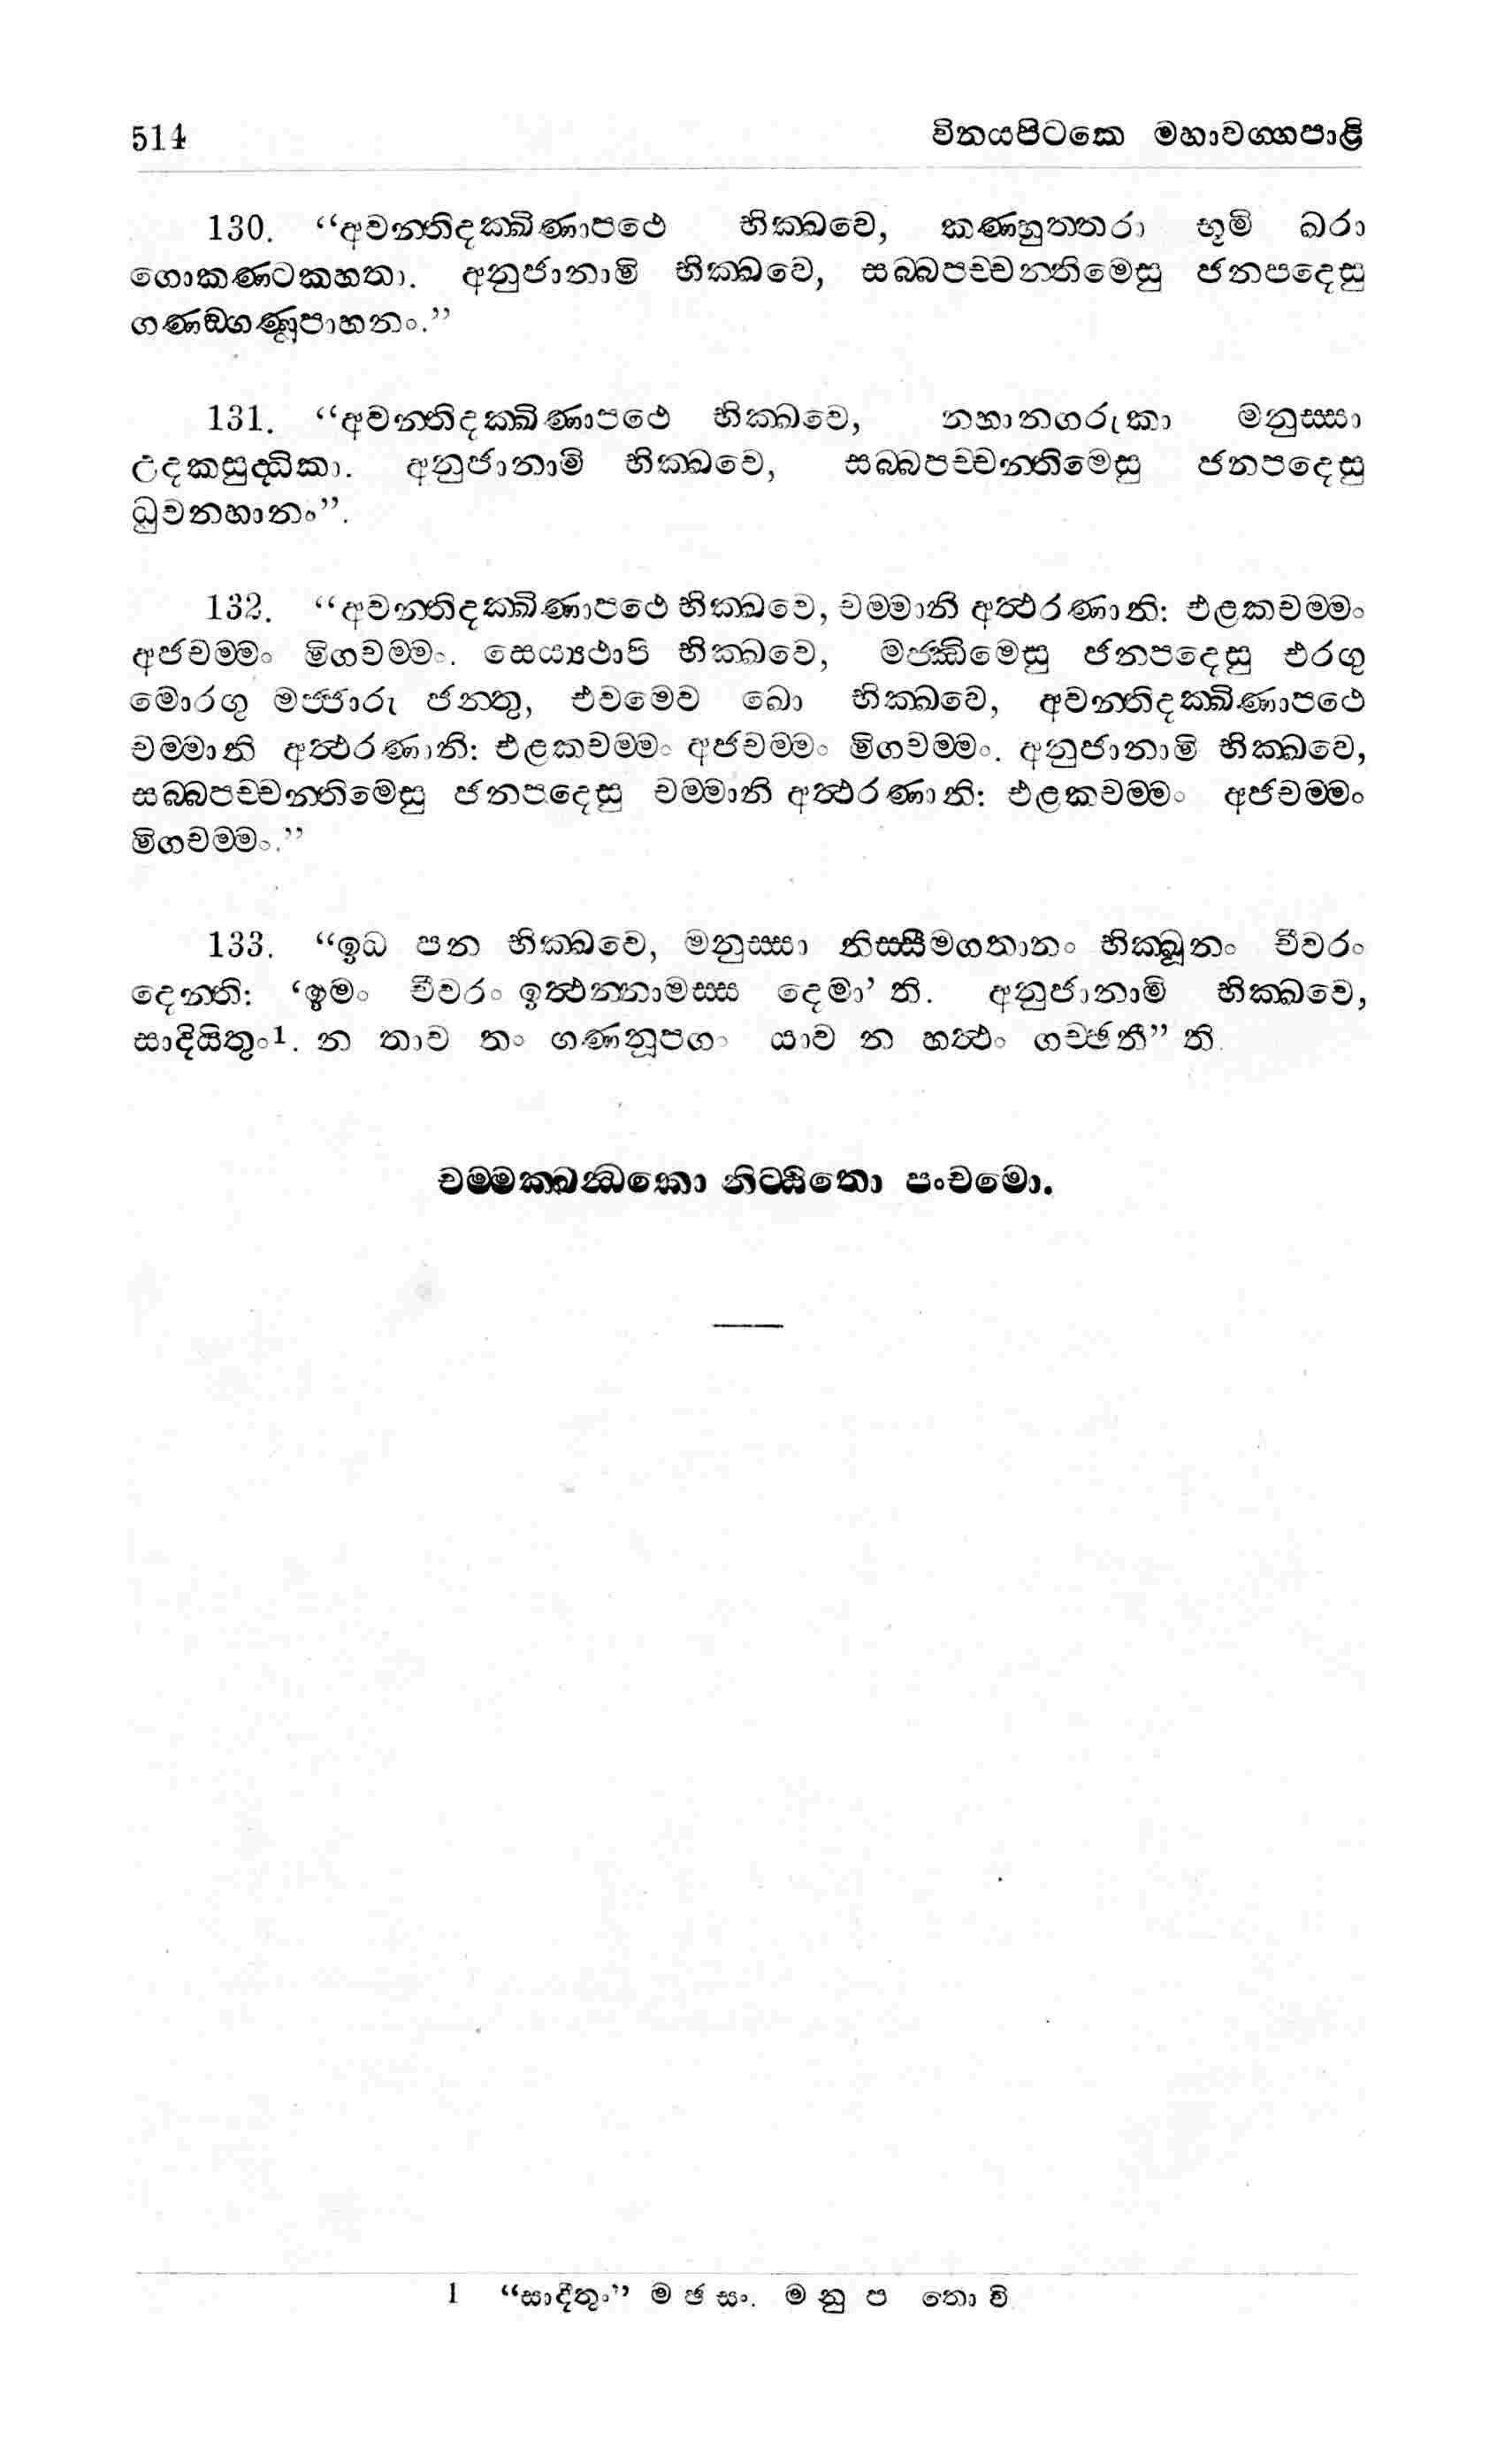 514 විනයපිටකෙ මහාවග්ගපාළි
130. “අවන්තිදක්ඛිණාපථෙ භික්ඛවෙ, කණ්හුත්තරා භූමි ඛරා
ගොකණ්ටකහතා. අනුජානාමි භික්ඛවෙ, සබ්බපච්චන්තිමෙසු ජනපදෙසු
ගණඞ්ගණූපාහනං.”
131. “අවන්තිදක්ඛිණාපථෙ භික්ඛවෙ, නහානගරුකා මනුස්සා
උදකසුද්ධිකා. අනුජානාමි භික්ඛවෙ, සබ්බපච්චන්තිමෙසු ජනපදෙසු
ධුවනහානං”.
132. “අවන්තිදක්ඛිණාපථෙ භික්ඛවෙ, චම්මානි අත්ථරණානි: එළකචම්මං
අජචම්මං මිගචම්මං. සෙය්යථාපි භික්ඛවෙ, මජ්ඣිමෙසු ජනපදෙසු එරගු
මොරගු මජ්ජාරු ජන්තු, එවමෙව ඛො භික්ඛවෙ, අවන්තිදක්ඛිණාපථෙ
චම්මානි අත්ථරණානි: එළකචම්මං අජචම්මං මිගචම්මං. අනුජානාමි භික්ඛවෙ,
සබ්බපච්චන්තිමෙසු ජනපදෙසු චම්මානි අත්ථරණානි: එළකචම්මං අජචම්මං
මිගචම්මං.”
133. “ඉධ පන භික්ඛවෙ, මනුස්සා නිස්සීමගතානං භික්ඛූනං චීවරං
දෙන්ති: ‘ඉමං චීවරං ඉත්ථන්නාමස්ස දෙමා’ ති. අනුජානාමි භික්ඛවෙ,
සාදියිතුං1. න තාව තං ගණනූපගං යාව න හත්ථං ගච්ඡතී” ති.
චම්මක්ඛන්ධකො නිට්ඨිතො පංචමො.
1 “සාදීතුං” ම ඡ සං. ම නු ප තො වි